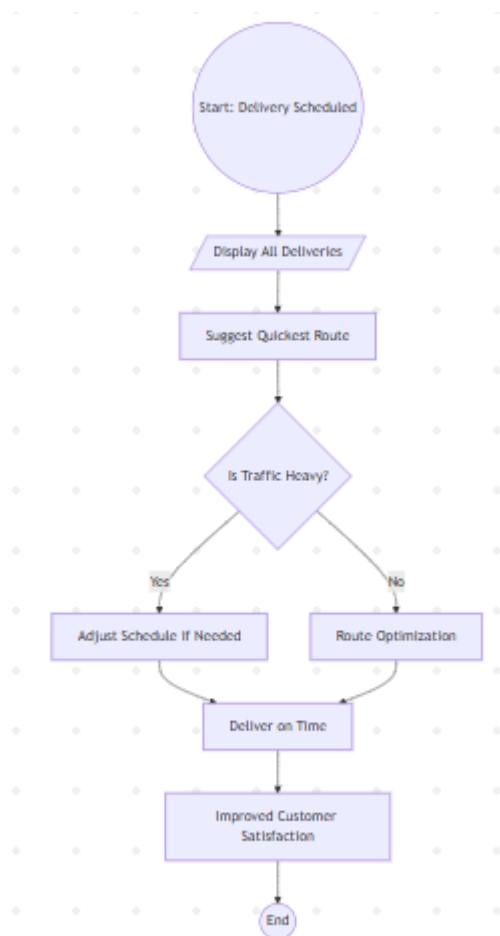 Start: Delivery Scheduled
Display All Deliveries
Suggest Quickest Route
Is Traffic Heavy?
Yes
No
Adjust Schedule If Needed
Route Optimization
Deliver on Time
Improved Customer
Satisfaction
End